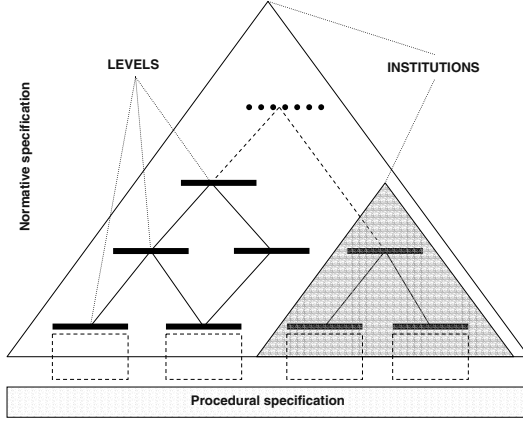 LEVELS
INSTITUTIONS
Normative specification
Procedural specification